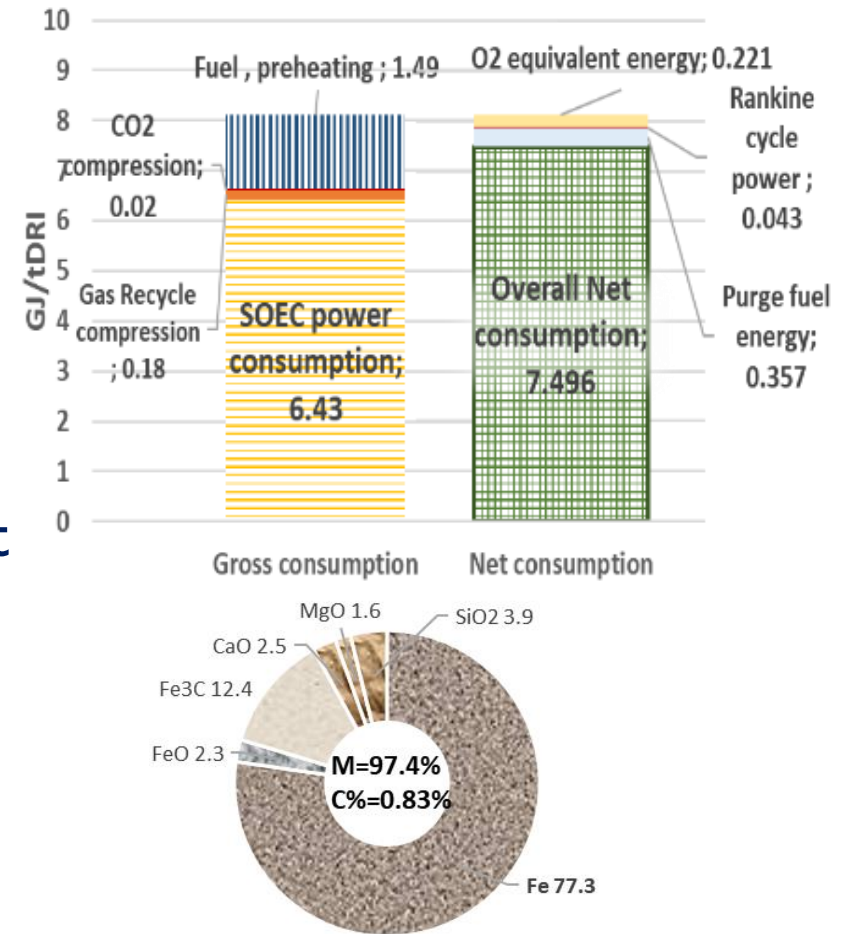 10
9
8
7
6
5
4
3
2
1
0
GJ/tDRI
Fuel , preheating ; 1.49
CO2
compression;
0.02
Gas Recycle
compression
; 0.18
SOEC power
consumption;
6.43
O2 equivalent energy; 0.221
Rankine
cycle
power ;
0.043
Overall Net
consumption;
7.496
Purge fuel
energy;
0.357
Gross consumption
Net consumption
t
MgO 1.6
SiO2 3.9
CaO 2.5
Fe3C 12.4
FeO 2.3
M=97.4%
C%=0.83%
Fe 77.3